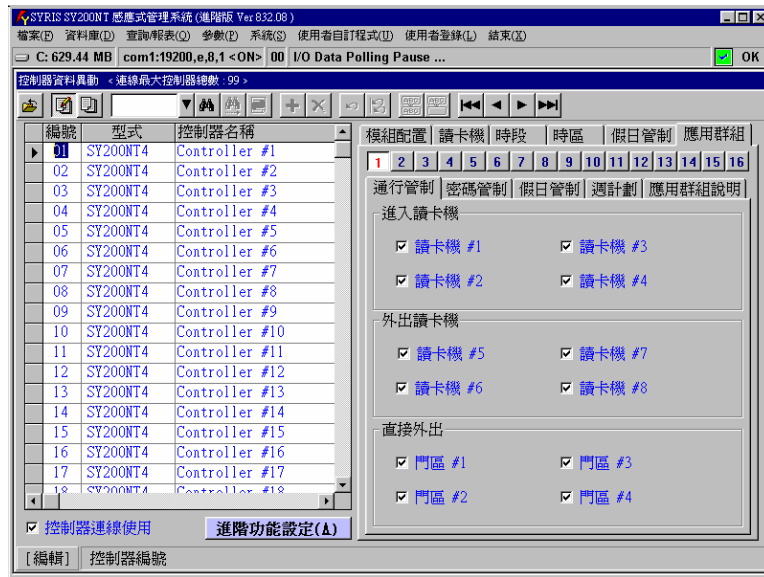 SYRIS SY200NT 感應式管理系統 (進階版 Ver 832.08 )
檔案(F) 資料庫(D) 查詢/報表(Q) 參數(P) 系統(S) 使用者自訂程式(U) 使用者登錄(L) 結束(X)
C: 629.44 MB com1:19200,e,8,1 <ON> 00 I/O Data Polling Pause ... OK
控制器資料異動 < 連線最大控制器總數 : 99 >
編號 型式 控制器名稱
01 SY200NT4 Controller #1
02 SY200NT4 Controller #2
03 SY200NT4 Controller #3
04 SY200NT4 Controller #4
05 SY200NT4 Controller #5
06 SY200NT4 Controller #6
07 SY200NT4 Controller #7
08 SY200NT4 Controller #8
09 SY200NT4 Controller #9
10 SY200NT4 Controller #10
11 SY200NT4 Controller #11
12 SY200NT4 Controller #12
13 SY200NT4 Controller #13
14 SY200NT4 Controller #14
15 SY200NT4 Controller #15
16 SY200NT4 Controller #16
17 SY200NT4 Controller #17
18 SY200NT4 Controller #18
控制器連線使用 進階功能設定(A)
模組配置 讀卡機 時段 時區 假日管制 應用群組
1 2 3 4 5 6 7 8 9 10 11 12 13 14 15 16
通行管制 密碼管制 假日管制 週計劃 應用群組說明
進入讀卡機
讀卡機 #1 讀卡機 #3
讀卡機 #2 讀卡機 #4
外出讀卡機
讀卡機 #5 讀卡機 #7
讀卡機 #6 讀卡機 #8
直接外出
門區 #1 門區 #3
門區 #2 門區 #4
[編輯] 控制器編號